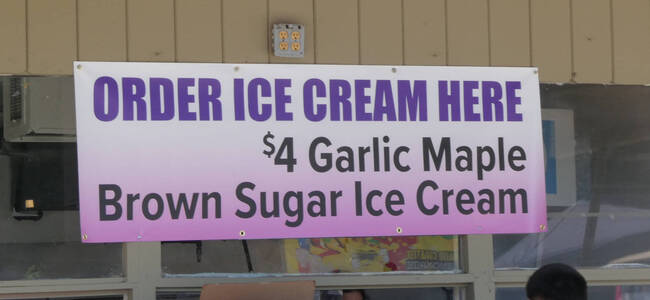 ORDER ICE CREAM HERE
$4 Garlic Maple
Brown Sugar Ice Cream